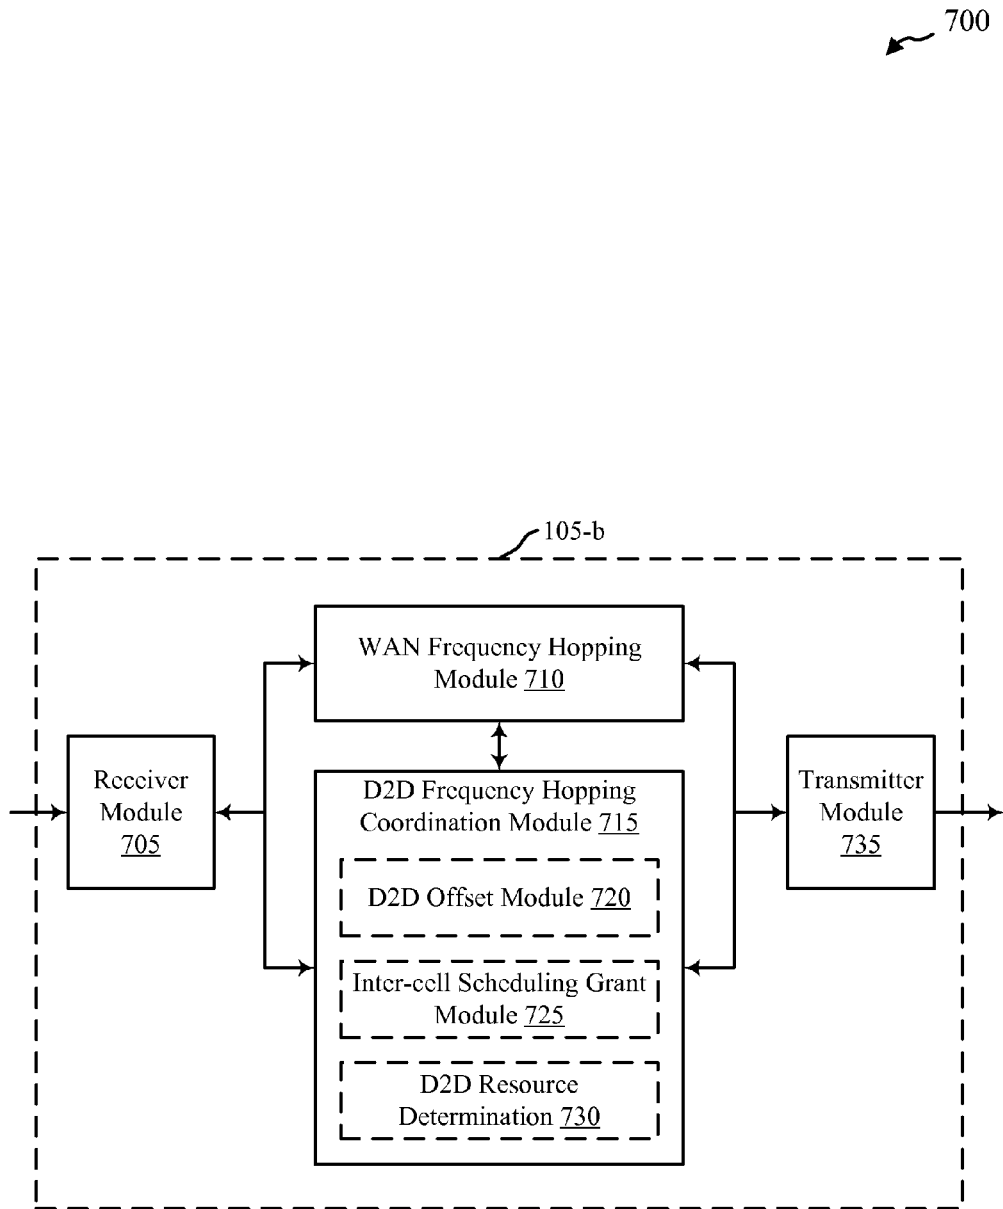 700
105-b
WAN Frequency Hopping
Module 710
Receiver
Module
705
D2D Frequency Hopping
Coordination Module 715
Transmitter
Module
735
D2D Offset Module 720
Inter-cell Scheduling Grant
Module 725
D2D Resource
Determination 730